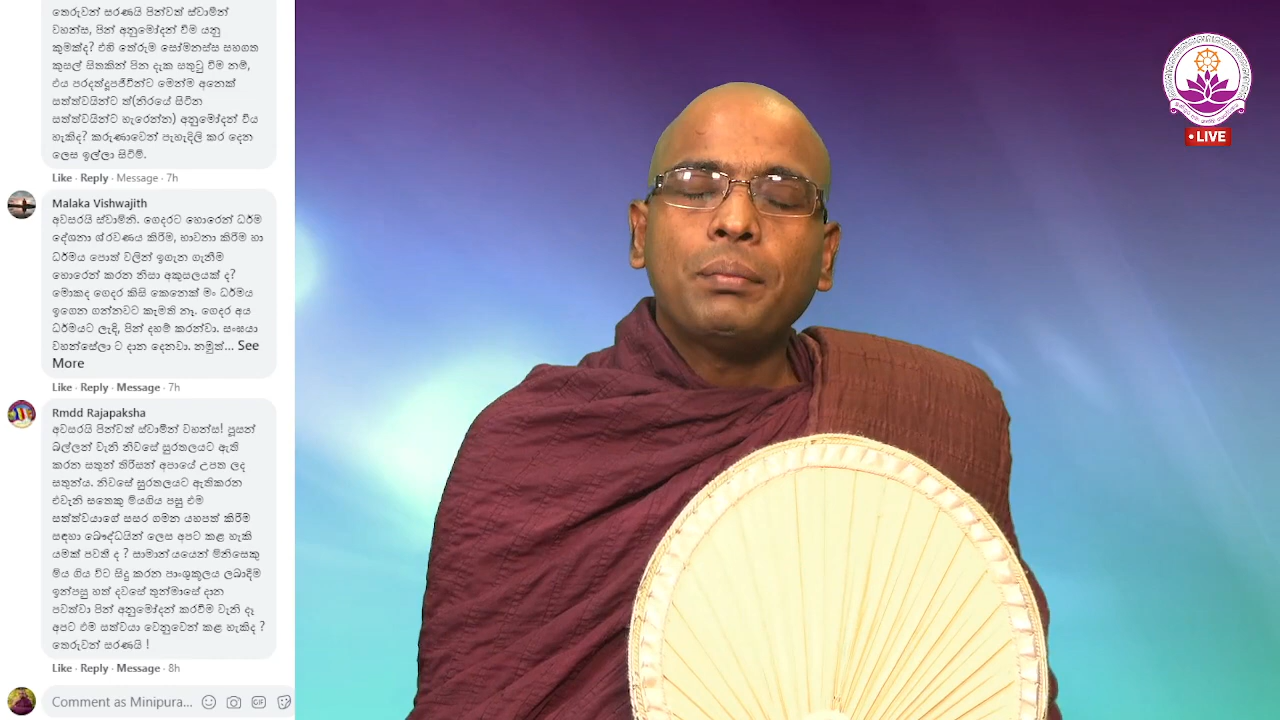 තෙරුවන් සරණයි පින්වත් ස්වාමින්
වහන්ස, පින් අනුමෝදන් වීම යනු
කුමක්ද? එහි තේරුම සෝමනස්ස සහගත
කුසල් සිතකින් පින දැක සතුටු වීම නම්,
එය පරදත්තූපජීවීන්ට මෙන්ම අනෙක්
සත්ත්වයින්ට ත්(නිරයේ සිටින
සත්ත්වයින්ට හැරෙන්න) අනුමෝදන් විය
හැකිද? කරුණාවෙන් පැහැදිලි කර දෙන
ලෙස ඉල්ලා සිටිමි.
Like · Reply · Message · 7h
Malaka Vishwajith
අවසරයි ස්වාමිනි. ගෙදරට හොරෙන් ධර්ම
දේශනා ශ්‍රවණය කිරීම, භාවනා කිරීම හා
ධර්මය පොත් වලින් ඉගැන ගැනීම
හොරෙන් කරන නිසා අකුසලයක් ද?
මොකද ගෙදර කිසි කෙනෙක් මං ධර්මය
ඉගෙන ගන්නවට කැමති නෑ. ගෙදර අය
ධර්මයට ලැදි, පින් දහම් කරන්වා. සංඝයා
වහන්සේලා ට දාන දෙනවා. නමුත්... See
More
Like · Reply · Message · 7h
Rmdd Rajapaksha
අවසරයි පින්වත් ස්වාමින් වහන්ස! පූසන්
බල්ලන් වැනි නිවසේ සුරතලයට ඇති
කරන සතුන් තිරිසන් අපායේ උපත ලද
සතුන්ය. නිවසේ සුරතලයට ඇතිකරන
එවැනි සතෙකු මියගිය පසු එම
සත්ත්වයාගේ සසර ගමන යහපත් කිරීම
සඳහා බෞද්ධයින් ලෙස අපට කළ හැකි
යමක් පවතී ද ? සාමාන්‍යයෙන් මිනිසෙකු
මිය ගිය විට සිදු කරන පාංශුකූලය ලබාදීම
ඉන්පසු හත් දවසේ තුන්මාසේ දාන
පවත්වා පින් අනුමෝදන් කරවීම වැනි දෑ
අපට එම සත්වයා වෙනුවෙන් කළ හැකිද ?
තෙරුවන් සරණයි !
Like · Reply · Message · 8h
Comment as Minipura...
GIF
LIVE